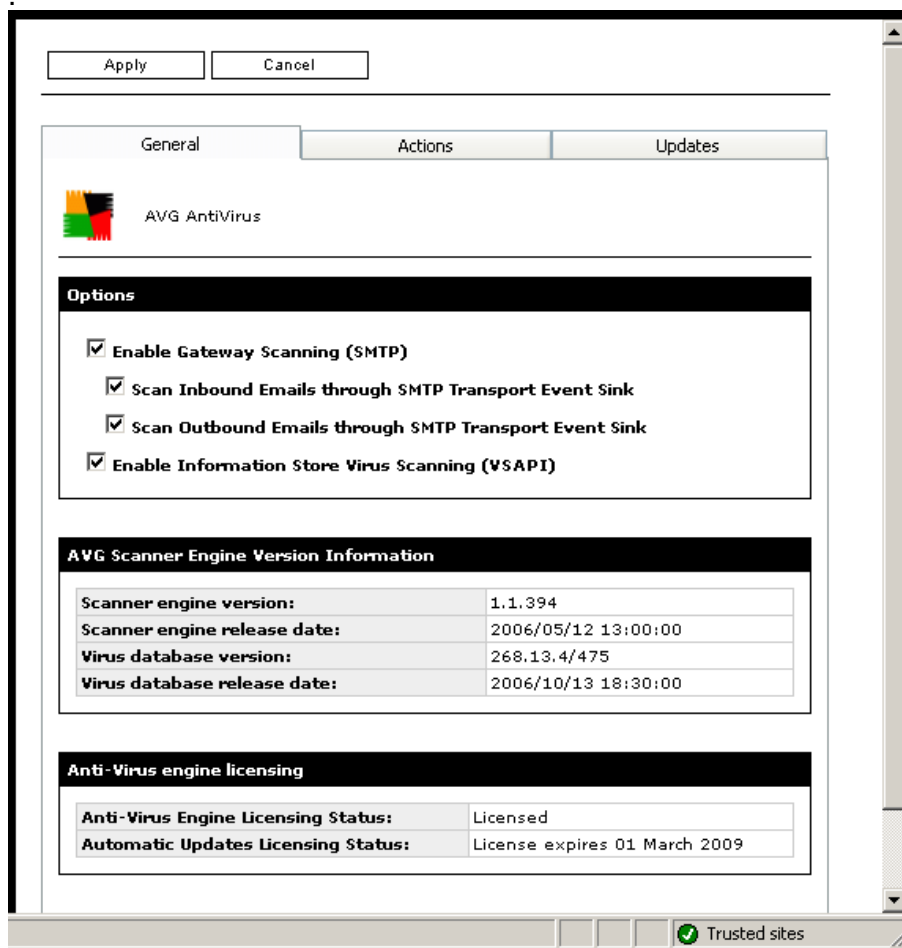 Apply Cancel
General Actions Updates
AVG AntiVirus
Options
Enable Gateway Scanning (SMTP)
Scan Inbound Emails through SMTP Transport Event Sink
Scan Outbound Emails through SMTP Transport Event Sink
Enable Information Store Virus Scanning (VSAPI)
AVG Scanner Engine Version Information
Scanner engine version: 1.1.394
Scanner engine release date: 2006/05/12 13:00:00
Virus database version: 268.13.4/475
Virus database release date: 2006/10/13 18:30:00
Anti-Virus engine licensing
Anti-Virus Engine Licensing Status: Licensed
Automatic Updates Licensing Status: License expires 01 March 2009
Trusted sites